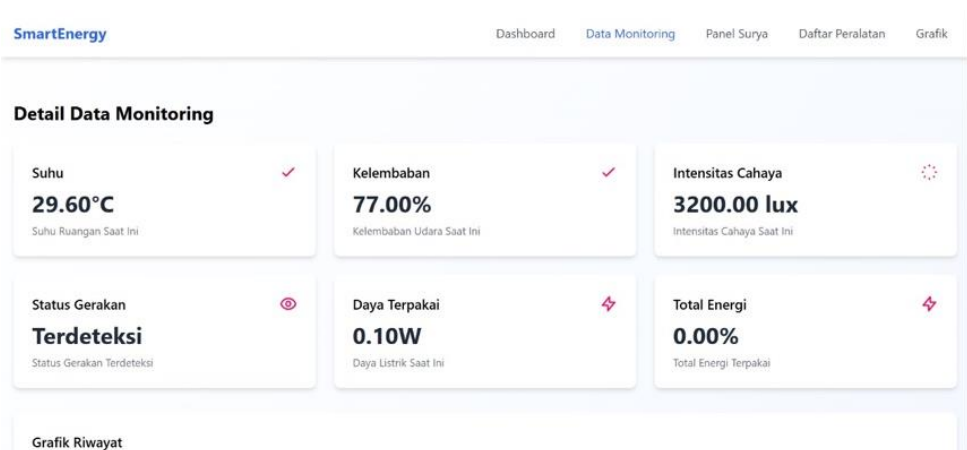 SmartEnergy
Dashboard Data Monitoring Panel Surya Daftar Peralatan Grafik
Detail Data Monitoring
Suhu
29.60°C
Suhu Ruangan Saat Ini
Kelembaban
77.00%
Kelembaban Udara Saat Ini
Intensitas Cahaya
3200.00 lux
Intensitas Cahaya Saat Ini
Status Gerakan
Terdeteksi
Status Gerakan Terdeteksi
Daya Terpakai
0.10W
Daya Listrik Saat Ini
Total Energi
0.00%
Total Energi Terpakai
Grafik Riwayat